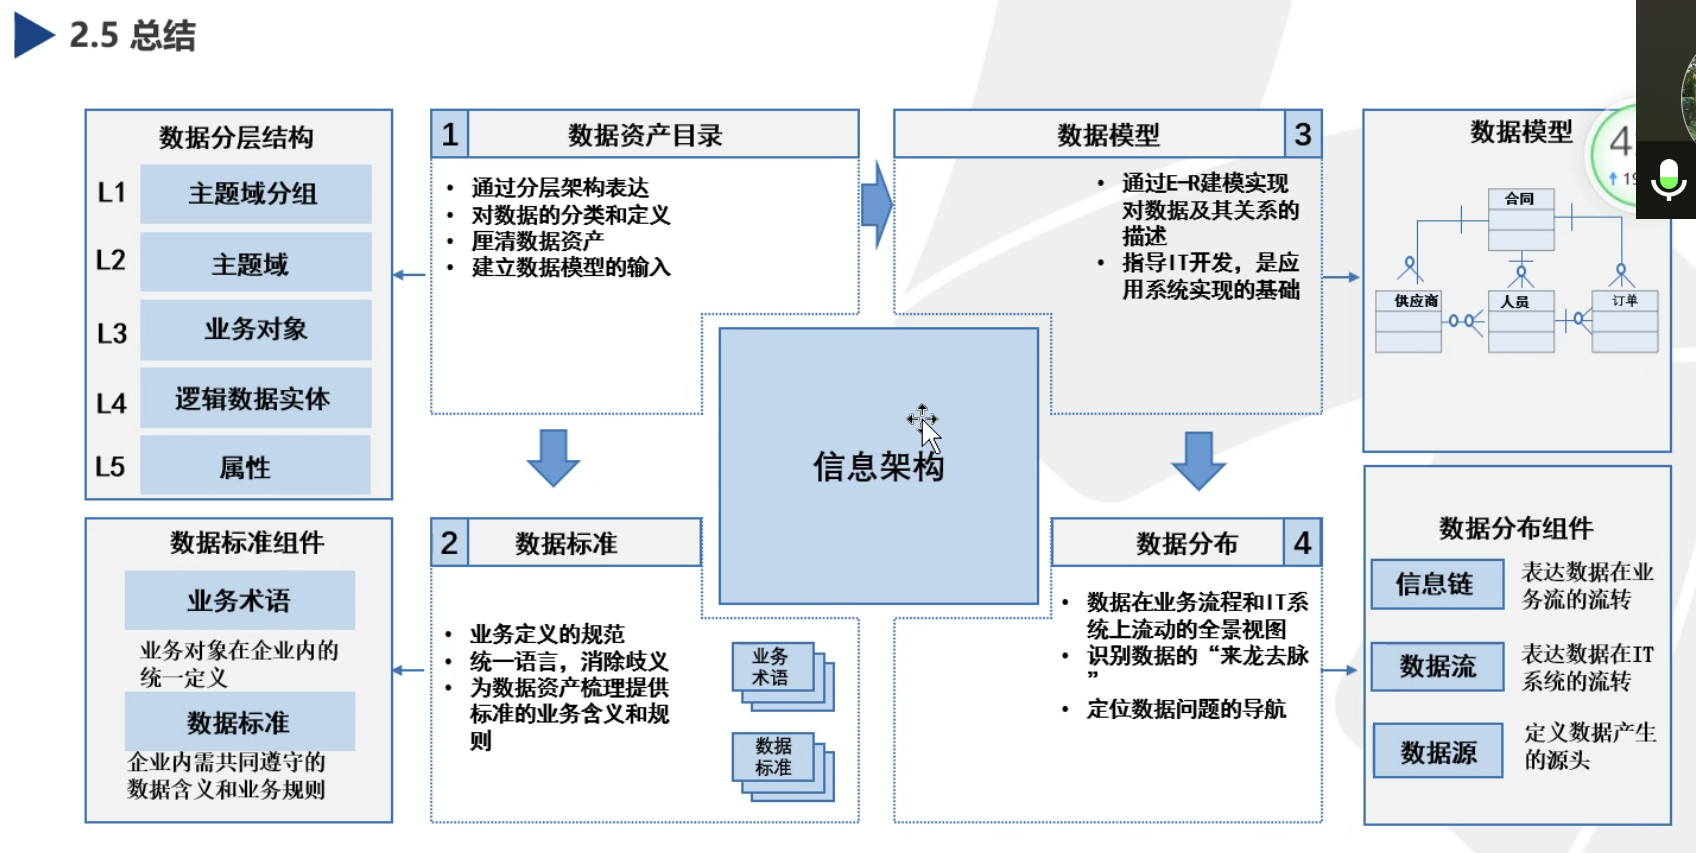 2.5 总结
数据分层结构
L1 主题域分组
L2 主题域
L3 业务对象
L4 逻辑数据实体
L5 属性
1 数据资产目录
• 通过分层架构表达
• 对数据的分类和定义
• 厘清数据资产
• 建立数据模型的输入
数据模型 3
• 通过E-R建模实现
对数据及其关系的
描述
• 指导IT开发，是应
用系统实现的基础
数据模型
合同
供应商
人员
订单
信息架构
数据标准组件
业务术语
业务对象在企业内的
统一定义
数据标准
企业内需共同遵守的
数据含义和业务规则
2 数据标准
• 业务定义的规范
• 统一语言，消除歧义
• 为数据资产梳理提供
标准的业务含义和规
则
业务
术语
数据
标准
数据分布 4
• 数据在业务流程和IT系
统上流动的全景视图
• 识别数据的“来龙去脉
”
• 定位数据问题的导航
数据分布组件
信息链
表达数据在业
务流的流转
数据流
表达数据在IT
系统的流转
数据源
定义数据产生
的源头